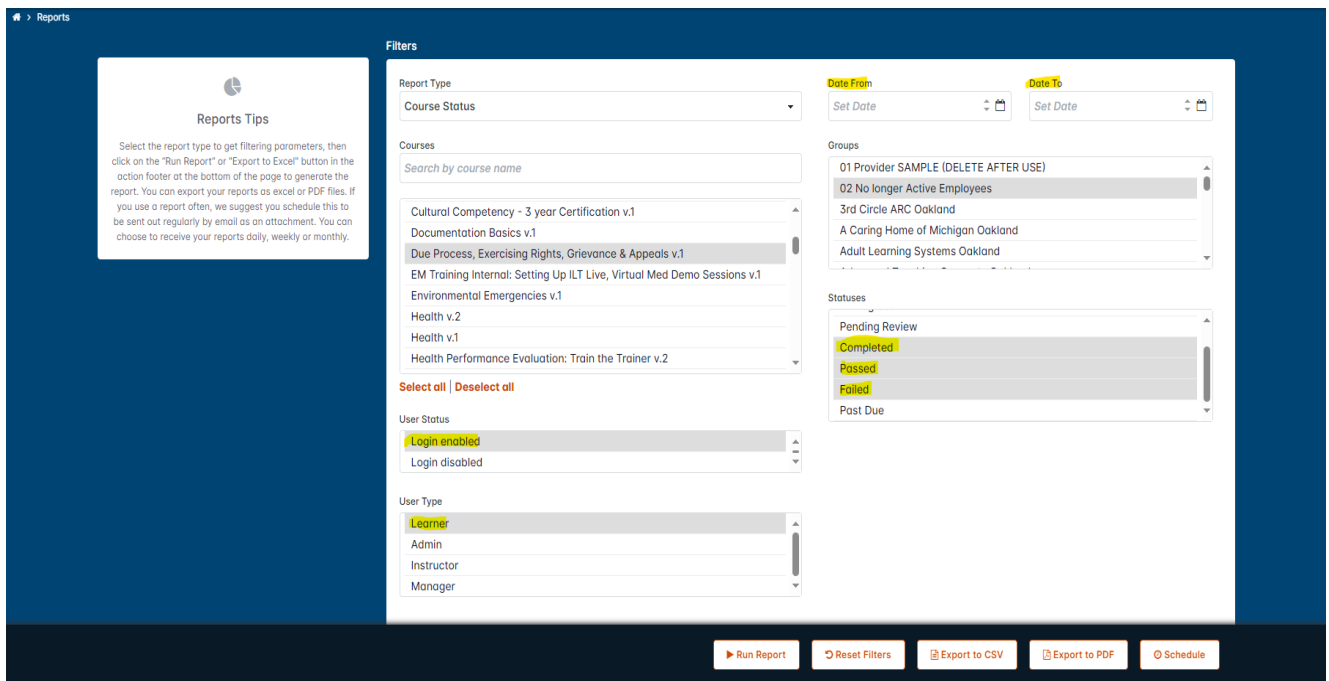 > Reports
Filters
Reports Tips
Select the report type to get filtering parameters, then
click on the "Run Report" or "Export to Excel" button in the
action footer at the bottom of the page to generate the
report. You can export your reports as excel or PDF files. If
you use a report often, we suggest you schedule this to
be sent out regularly by email as an attachment. You can
choose to receive your reports daily, weekly or monthly.
Report Type
Course Status
Courses
Search by course name
Cultural Competency - 3 year Certification v.1
Documentation Basics v.1
Due Process, Exercising Rights, Grievance & Appeals v.1
EM Training Internal: Setting Up ILT Live, Virtual Med Demo Sessions v.1
Environmental Emergencies v.1
Health v.2
Health v.1
Health Performance Evaluation: Train the Trainer v.2
Select all | Deselect all
User Status
Login enabled
Login disabled
User Type
Learner
Admin
Instructor
Manager
Date From
Date To
Set Date
Set Date
Groups
01 Provider SAMPLE (DELETE AFTER USE)
02 No longer Active Employees
3rd Circle ARC Oakland
A Caring Home of Michigan Oakland
Adult Learning Systems Oakland
Statuses
Pending Review
Completed
Passed
Failed
Past Due
Run Report
Reset Filters
Export to CSV
Export to PDF
Schedule